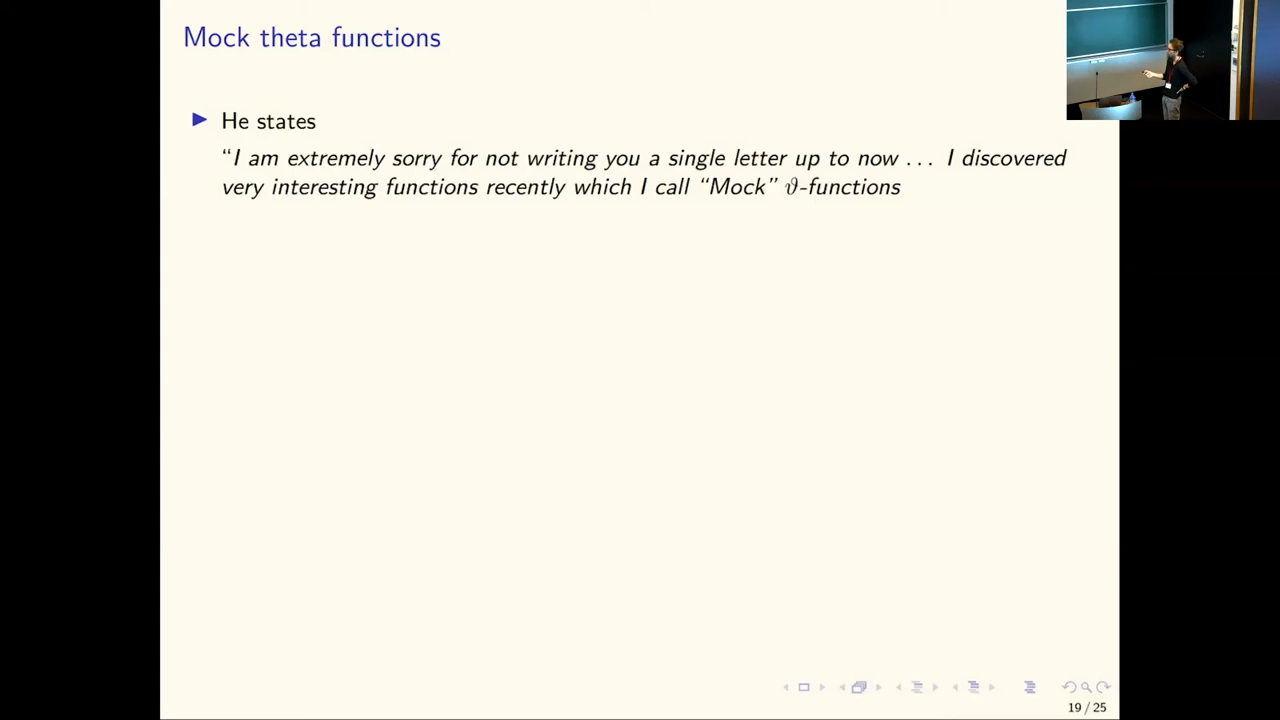 Mock theta functions
He states
“I am extremely sorry for not writing you a single letter up to now ... I discovered
very interesting functions recently which I call “Mock” ϑ-functions
19 / 25